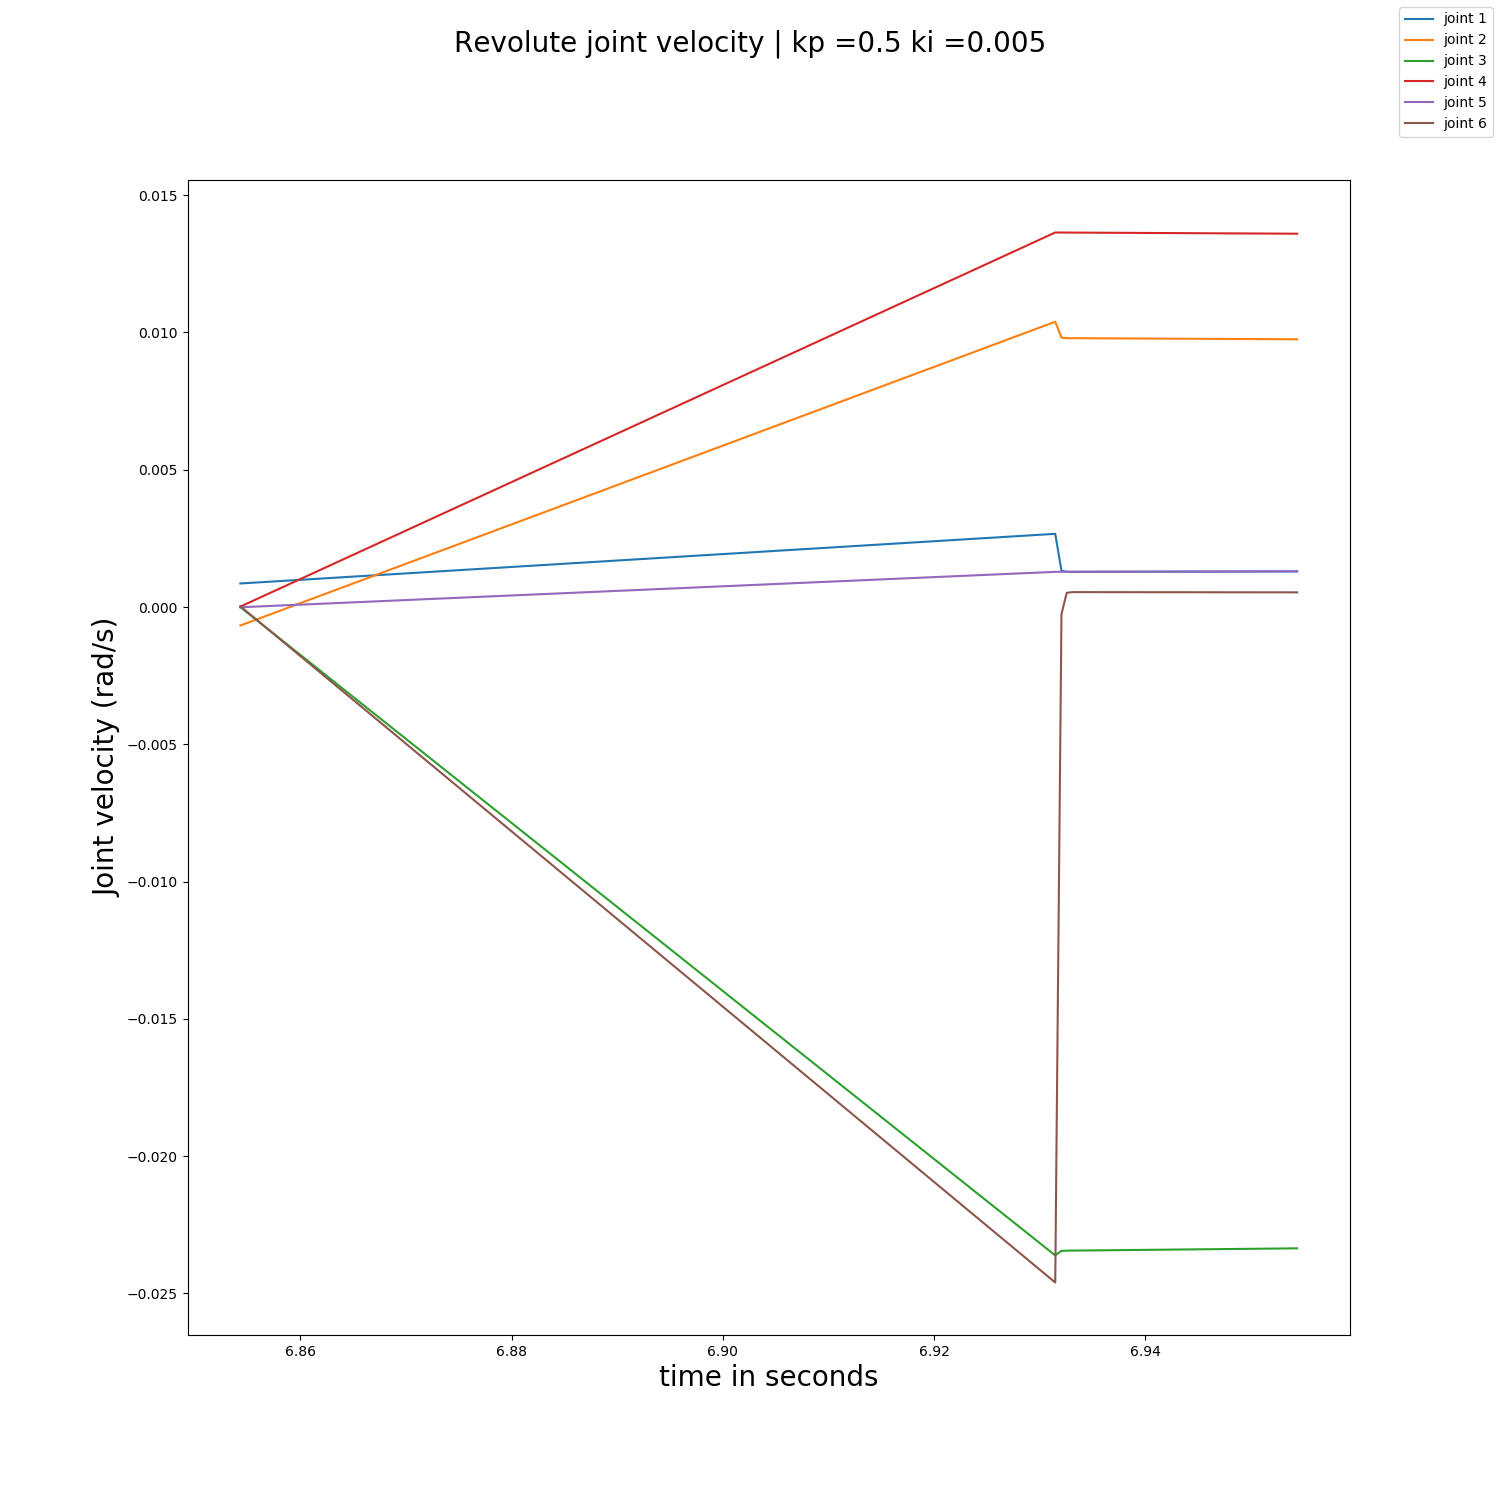 Revolute joint velocity | kp =0.5 ki =0.005
joint 1
joint 2
joint 3
joint 4
joint 5
joint 6
Joint velocity (rad/s)
0.015
0.010
0.005
0.000
−0.005
−0.010
−0.015
−0.020
−0.025
6.86
6.88
6.90
6.92
6.94
time in seconds